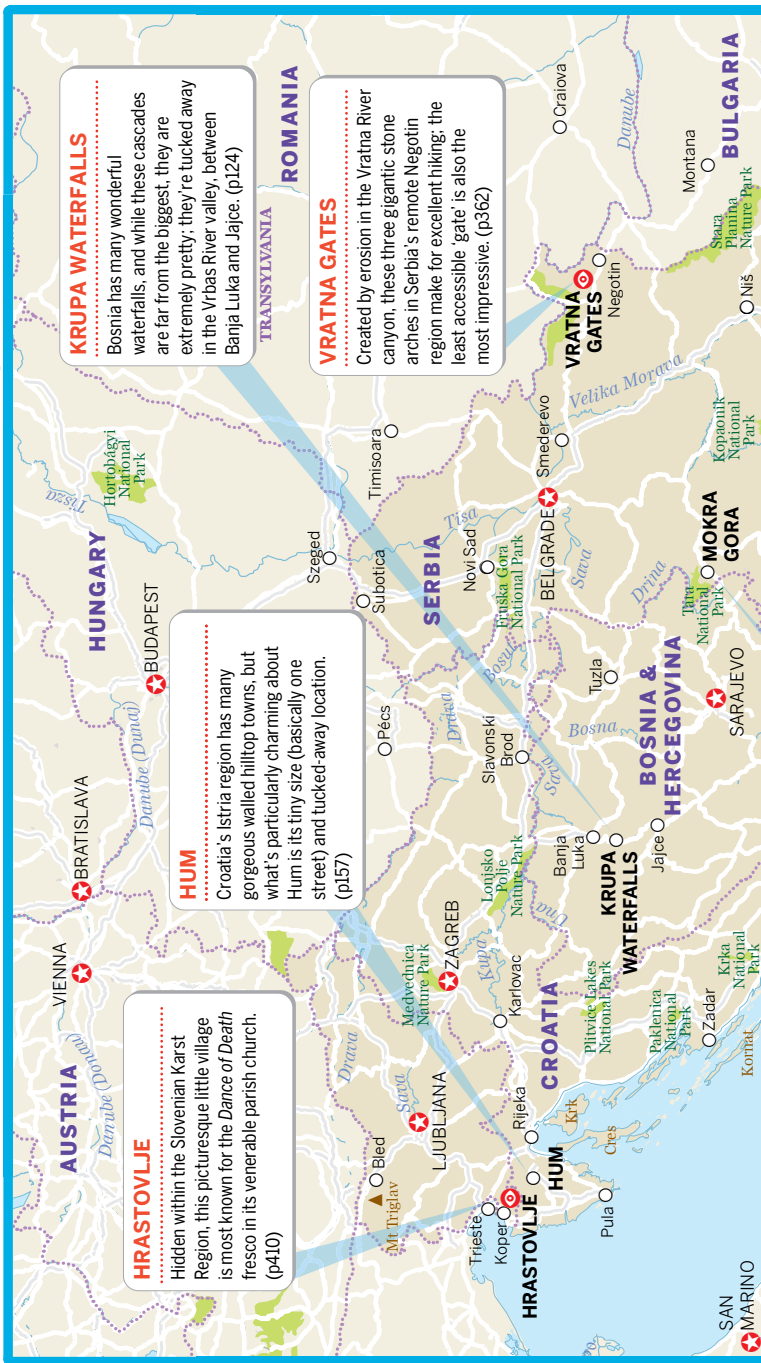 HRASTOVLJE
Hidden within the Slovenian Karst
Region, this picturesque little village
is most known for the Dance of Death
fresco in its venerable parish church.
(p410)
HUM
Croatia's Istria region has many
gorgeous walled hilltop towns, but
what's particularly charming about
Hum is its tiny size (basically one
street) and tucked-away location.
(p157)
KRUPA WATERFALLS
Bosnia has many wonderful
waterfalls, and while these cascades
are far from the biggest, they are
extremely pretty; they're tucked away
in the Vrbas River valley, between
Banja Luka and Jajce. (p124)
VRATNA GATES
Created by erosion in the Vratna River
canyon, these three gigantic stone
arches in Serbia's remote Negotin
region make for excellent hiking; the
least accessible 'gate' is also the
most impressive. (p362)
AUSTRIA
VIENNA
BRATISLAVA
Danube (Donau)
Danube (Dunaj)
HUNGARY
BUDAPEST
Tisza
Hortobágyi
National
Park
ROMANIA
TRANSYLVANIA
Bled
Mt Triglav
Drava
Sava
LJUBLJANA
Medvednica
Nature Park
ZAGREB
Pécs
Szeged
Subotica
Timisoara
Craiova
Trieste
Koper
HRASTOVLJE
HUM
Rijeka
Pula
Krk
Cres
Karlovac
Kupa
CROATIA
Lonjsko
Polje
Nature Park
Una
Slavonski
Brod
Drava
Sava
Bosut
SERBIA
Tisa
Novi Sad
Fruška Gora
National Park
BELGRADE
Sava
Smederevo
Velika Morava
VRATNA
GATES
Negotin
Danube
Montana
BULGARIA
Stara
Planina
Nature Park
Niš
Kopaonik
National
Park
MOKRA
GORA
Tara
National
Park
Drina
Tuzla
Bosna
SARAJEVO
BOSNIA &
HERCEGOVINA
Banja
Luka
KRUPA
WATERFALLS
Jajce
Plitvice Lakes
National Park
Paklenica
National
Park
Zadar
Krka
National
Park
Kornat
SAN
MARINO